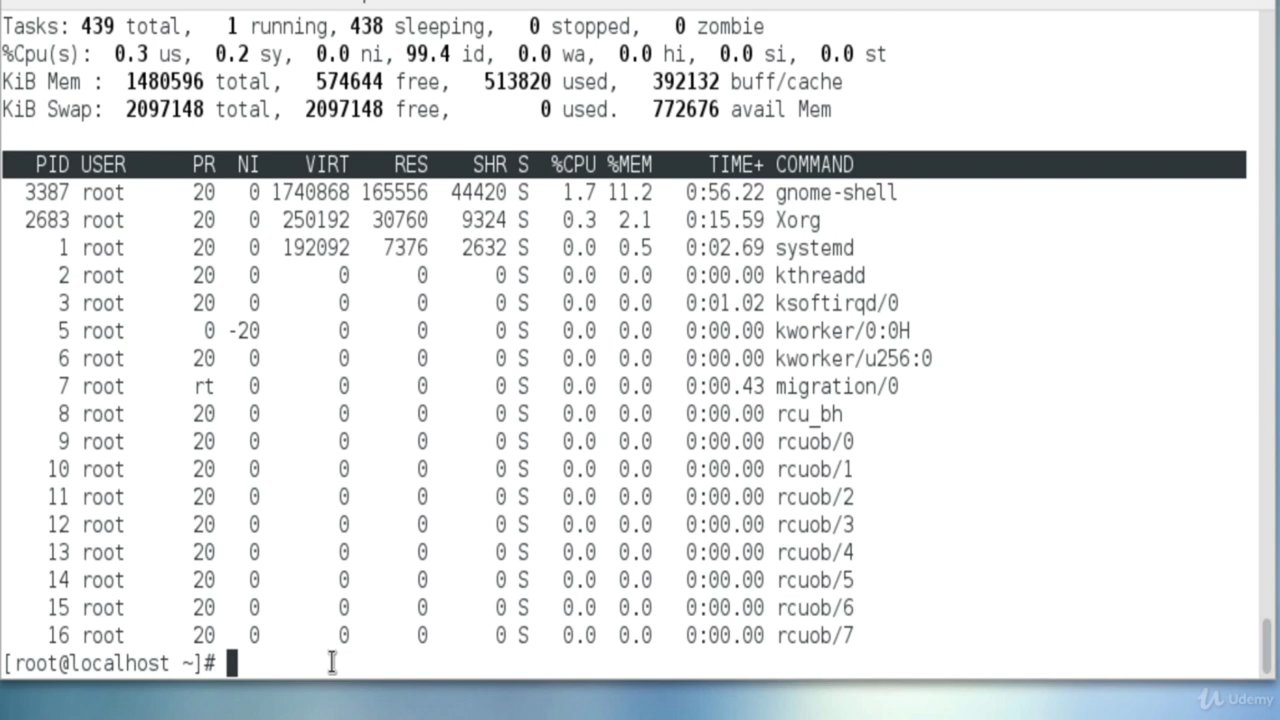 Tasks: 439 total,   1 running, 438 sleeping,   0 stopped,   0 zombie
%Cpu(s):  0.3 us,  0.2 sy,  0.0 ni, 99.4 id,  0.0 wa,  0.0 hi,  0.0 si,  0.0 st
KiB Mem :  1480596 total,   574644 free,   513820 used,   392132 buff/cache
KiB Swap:  2097148 total,  2097148 free,        0 used.   772676 avail Mem
PID USER      PR  NI    VIRT    RES    SHR S  %CPU %MEM     TIME+ COMMAND
3387 root      20   0 1740868 165556  44420 S   1.7 11.2   0:56.22 gnome-shell
2683 root      20   0  250192  30760   9324 S   0.3  2.1   0:15.59 Xorg
1 root      20   0  192092   7376   2632 S   0.0  0.5   0:02.69 systemd
2 root      20   0       0      0      0 S   0.0  0.0   0:00.00 kthreadd
3 root      20   0       0      0      0 S   0.0  0.0   0:01.02 ksoftirqd/0
5 root       0 -20       0      0      0 S   0.0  0.0   0:00.00 kworker/0:0H
6 root      20   0       0      0      0 S   0.0  0.0   0:00.00 kworker/u256:0
7 root      rt   0       0      0      0 S   0.0  0.0   0:00.43 migration/0
8 root      20   0       0      0      0 S   0.0  0.0   0:00.00 rcu_bh
9 root      20   0       0      0      0 S   0.0  0.0   0:00.00 rcuob/0
10 root      20   0       0      0      0 S   0.0  0.0   0:00.00 rcuob/1
11 root      20   0       0      0      0 S   0.0  0.0   0:00.00 rcuob/2
12 root      20   0       0      0      0 S   0.0  0.0   0:00.00 rcuob/3
13 root      20   0       0      0      0 S   0.0  0.0   0:00.00 rcuob/4
14 root      20   0       0      0      0 S   0.0  0.0   0:00.00 rcuob/5
15 root      20   0       0      0      0 S   0.0  0.0   0:00.00 rcuob/6
16 root      20   0       0      0      0 S   0.0  0.0   0:00.00 rcuob/7
[root@localhost ~]#
Udemy